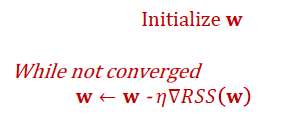 Initialize w
While not converged
w ← w - η∇RSS(w)